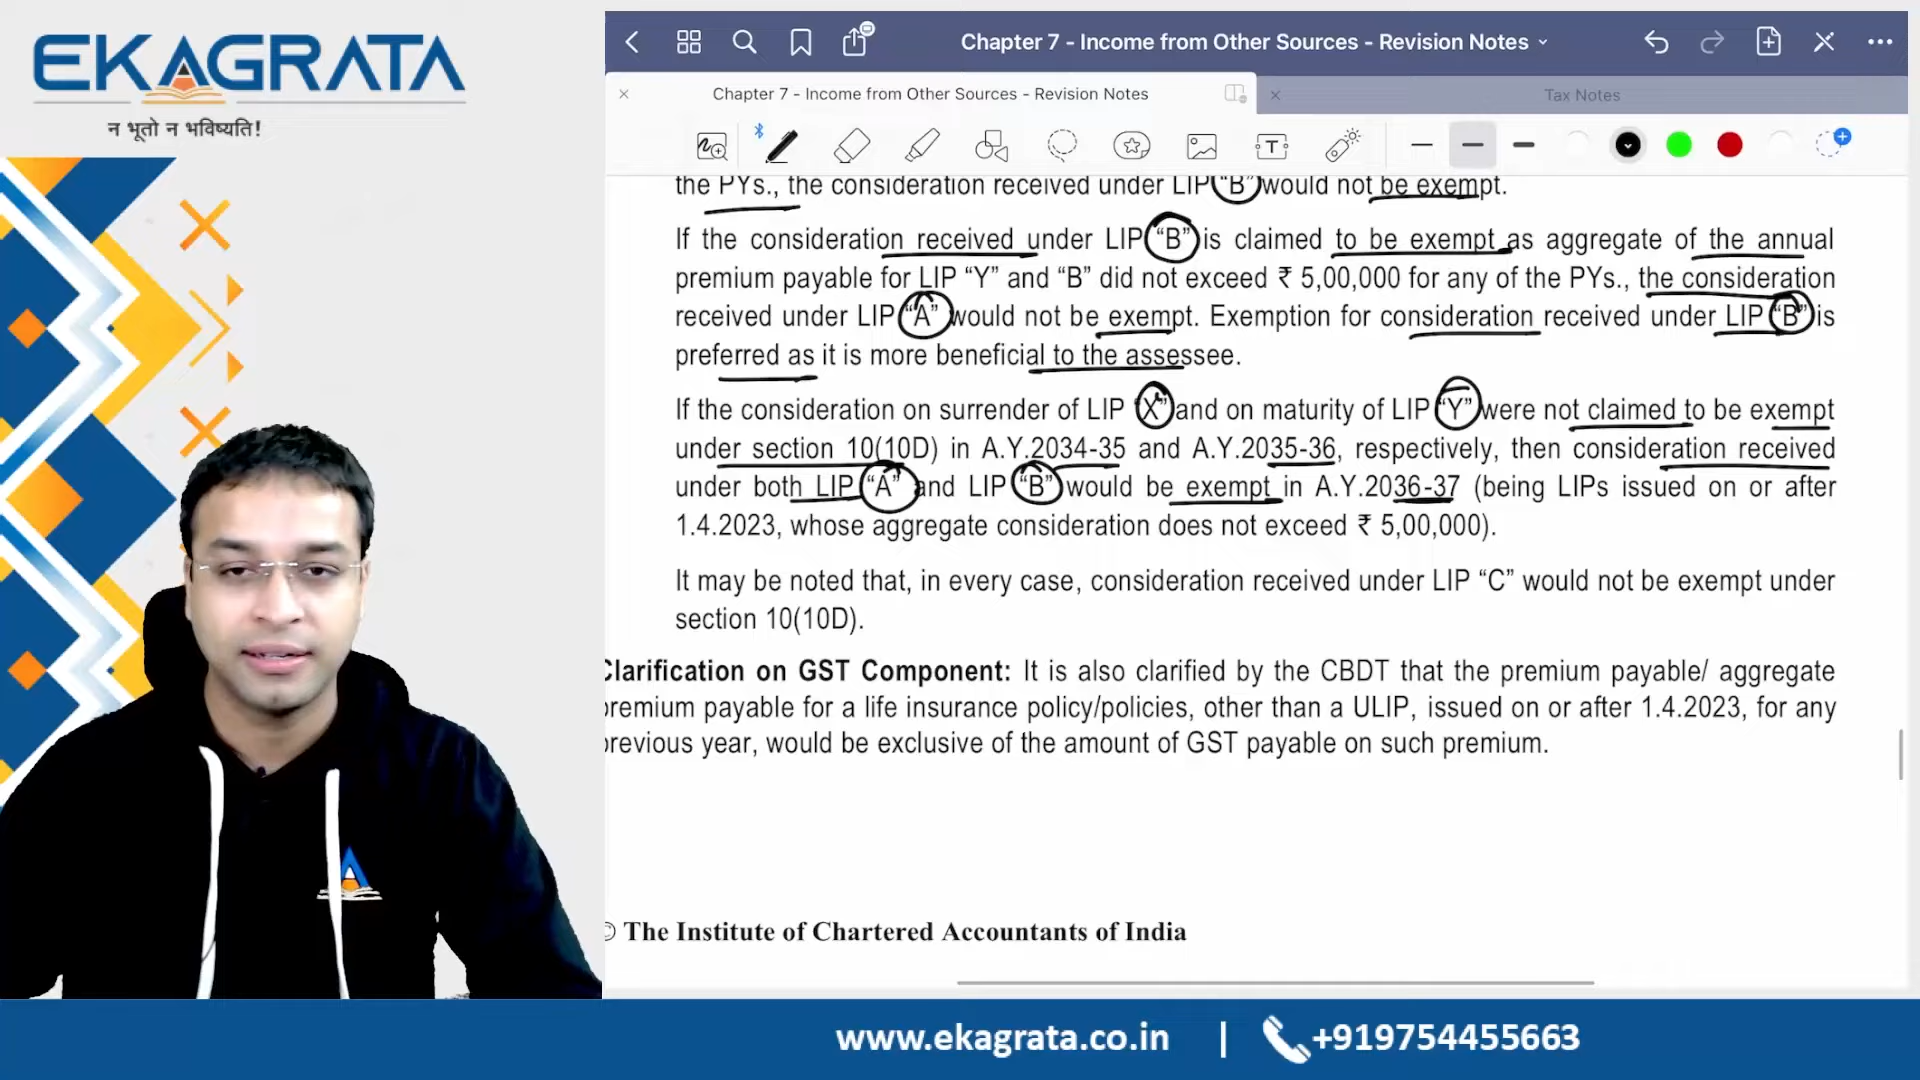 EKAGRATA
न भूतो न भविष्यति!
Chapter 7 - Income from Other Sources - Revision Notes
Chapter 7 - Income from Other Sources - Revision Notes
Tax Notes
T
the PYs., the consideration received under LIP “B” would not be exempt.
If the consideration received under LIP “B” is claimed to be exempt as aggregate of the annual
premium payable for LIP “Y” and “B” did not exceed ₹ 5,00,000 for any of the PYs., the consideration
received under LIP “A” would not be exempt. Exemption for consideration received under LIP “B” is
preferred as it is more beneficial to the assessee.
If the consideration on surrender of LIP “X” and on maturity of LIP “Y” were not claimed to be exempt
under section 10(10D) in A.Y.2034-35 and A.Y.2035-36, respectively, then consideration received
under both LIP “A” and LIP “B” would be exempt in A.Y.2036-37 (being LIPs issued on or after
1.4.2023, whose aggregate consideration does not exceed ₹ 5,00,000).
It may be noted that, in every case, consideration received under LIP “C” would not be exempt under
section 10(10D).
Clarification on GST Component: It is also clarified by the CBDT that the premium payable/ aggregate
premium payable for a life insurance policy/policies, other than a ULIP, issued on or after 1.4.2023, for any
previous year, would be exclusive of the amount of GST payable on such premium.
© The Institute of Chartered Accountants of India
www.ekagrata.co.in | +919754455663